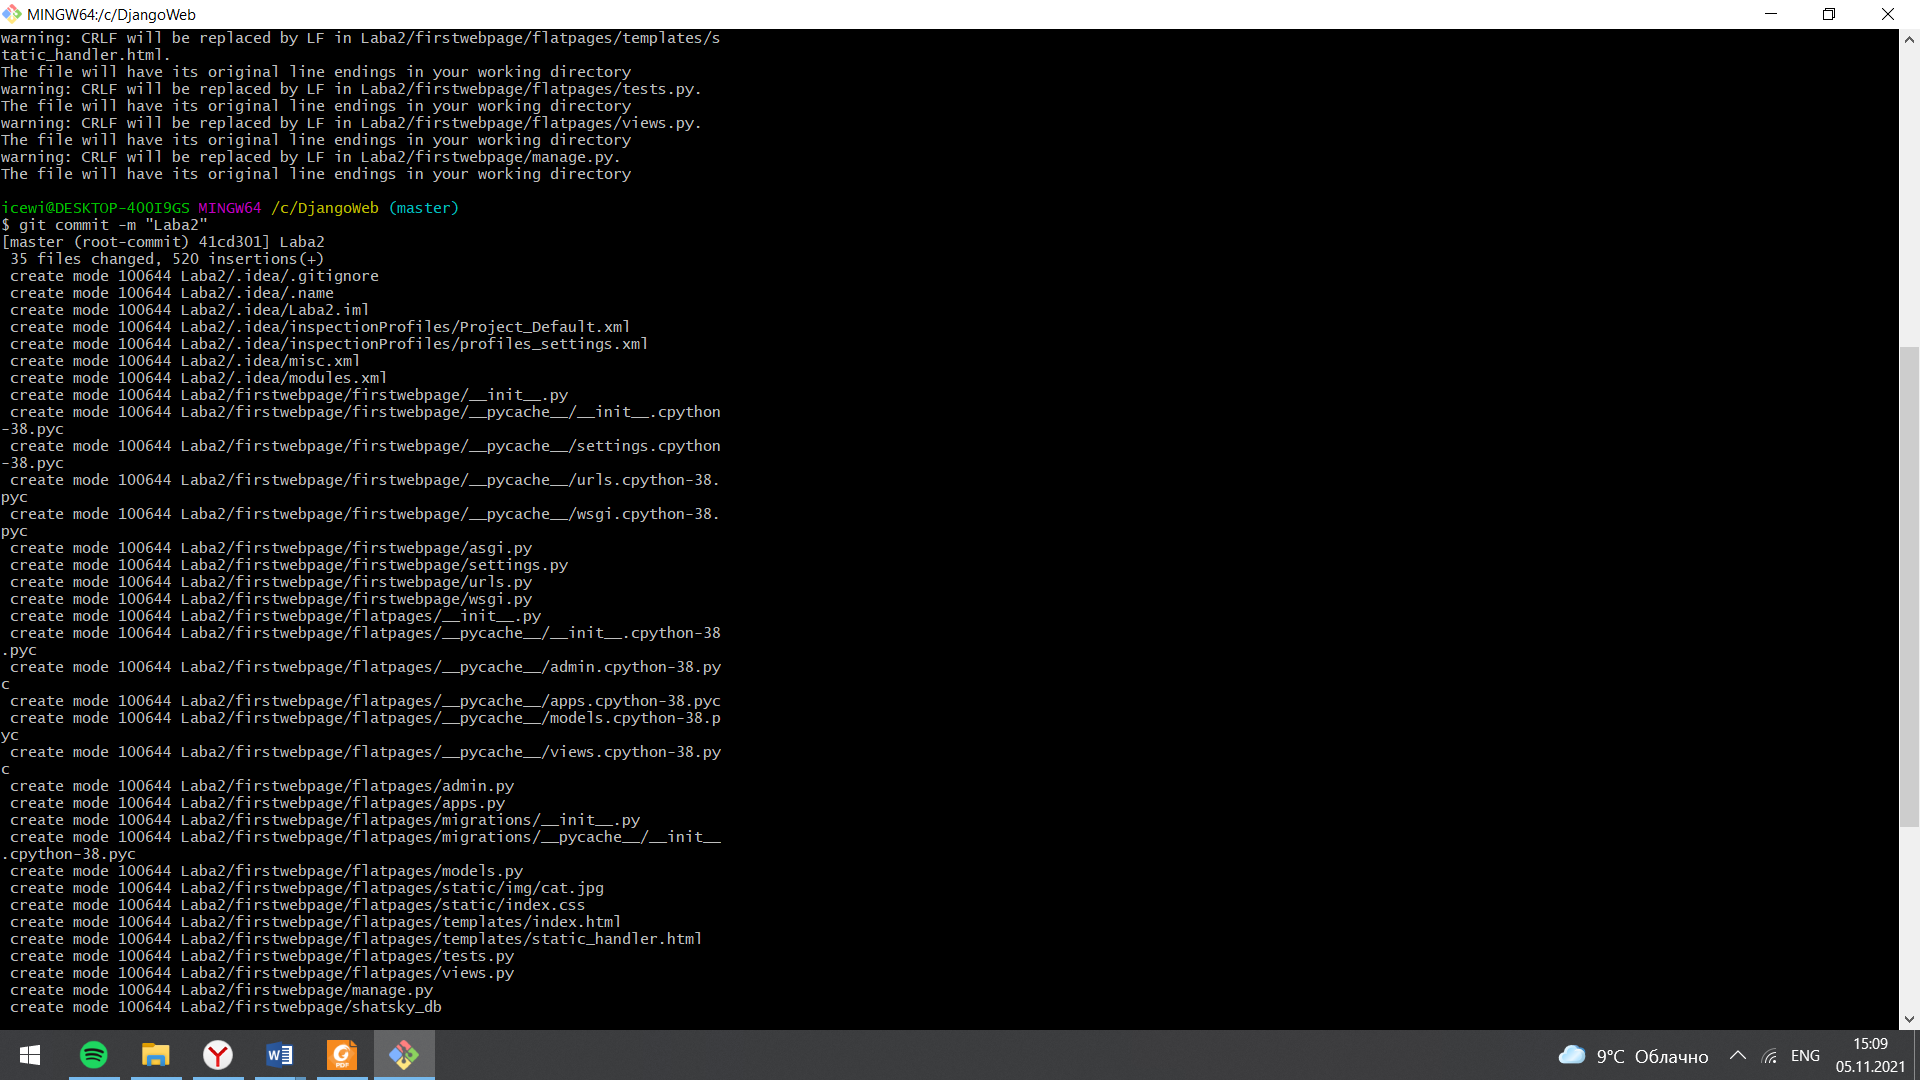 MINGW64:/c/DjangoWeb
warning: CRLF will be replaced by LF in Laba2/firstwebpage/flatpages/templates/s
tatic_handler.html.
The file will have its original line endings in your working directory
warning: CRLF will be replaced by LF in Laba2/firstwebpage/flatpages/tests.py.
The file will have its original line endings in your working directory
warning: CRLF will be replaced by LF in Laba2/firstwebpage/flatpages/views.py.
The file will have its original line endings in your working directory
warning: CRLF will be replaced by LF in Laba2/firstwebpage/manage.py.
The file will have its original line endings in your working directory
icewi@DESKTOP-4OOI9GS MINGW64 /c/DjangoWeb (master)
$ git commit -m "Laba2"
[master (root-commit) 41cd301] Laba2
 35 files changed, 520 insertions(+)
 create mode 100644 Laba2/.idea/.gitignore
 create mode 100644 Laba2/.idea/.name
 create mode 100644 Laba2/.idea/Laba2.iml
 create mode 100644 Laba2/.idea/inspectionProfiles/Project_Default.xml
 create mode 100644 Laba2/.idea/inspectionProfiles/profiles_settings.xml
 create mode 100644 Laba2/.idea/misc.xml
 create mode 100644 Laba2/.idea/modules.xml
 create mode 100644 Laba2/firstwebpage/firstwebpage/__init__.py
 create mode 100644 Laba2/firstwebpage/firstwebpage/__pycache__/__init__.cpython
-38.pyc
 create mode 100644 Laba2/firstwebpage/firstwebpage/__pycache__/settings.cpython
-38.pyc
 create mode 100644 Laba2/firstwebpage/firstwebpage/__pycache__/urls.cpython-38.
pyc
 create mode 100644 Laba2/firstwebpage/firstwebpage/__pycache__/wsgi.cpython-38.
pyc
 create mode 100644 Laba2/firstwebpage/firstwebpage/asgi.py
 create mode 100644 Laba2/firstwebpage/firstwebpage/settings.py
 create mode 100644 Laba2/firstwebpage/firstwebpage/urls.py
 create mode 100644 Laba2/firstwebpage/firstwebpage/wsgi.py
 create mode 100644 Laba2/firstwebpage/flatpages/__init__.py
 create mode 100644 Laba2/firstwebpage/flatpages/__pycache__/__init__.cpython-38
.pyc
 create mode 100644 Laba2/firstwebpage/flatpages/__pycache__/admin.cpython-38.py
c
 create mode 100644 Laba2/firstwebpage/flatpages/__pycache__/apps.cpython-38.pyc
 create mode 100644 Laba2/firstwebpage/flatpages/__pycache__/models.cpython-38.p
yc
 create mode 100644 Laba2/firstwebpage/flatpages/__pycache__/views.cpython-38.py
c
 create mode 100644 Laba2/firstwebpage/flatpages/admin.py
 create mode 100644 Laba2/firstwebpage/flatpages/apps.py
 create mode 100644 Laba2/firstwebpage/flatpages/migrations/__init__.py
 create mode 100644 Laba2/firstwebpage/flatpages/migrations/__pycache__/__init__
.cpython-38.pyc
 create mode 100644 Laba2/firstwebpage/flatpages/models.py
 create mode 100644 Laba2/firstwebpage/flatpages/static/img/cat.jpg
 create mode 100644 Laba2/firstwebpage/flatpages/static/index.css
 create mode 100644 Laba2/firstwebpage/flatpages/templates/index.html
 create mode 100644 Laba2/firstwebpage/flatpages/templates/static_handler.html
 create mode 100644 Laba2/firstwebpage/flatpages/tests.py
 create mode 100644 Laba2/firstwebpage/flatpages/views.py
 create mode 100644 Laba2/firstwebpage/manage.py
 create mode 100644 Laba2/firstwebpage/shatsky_db
9°C Облачно
ENG
15:09
05.11.2021